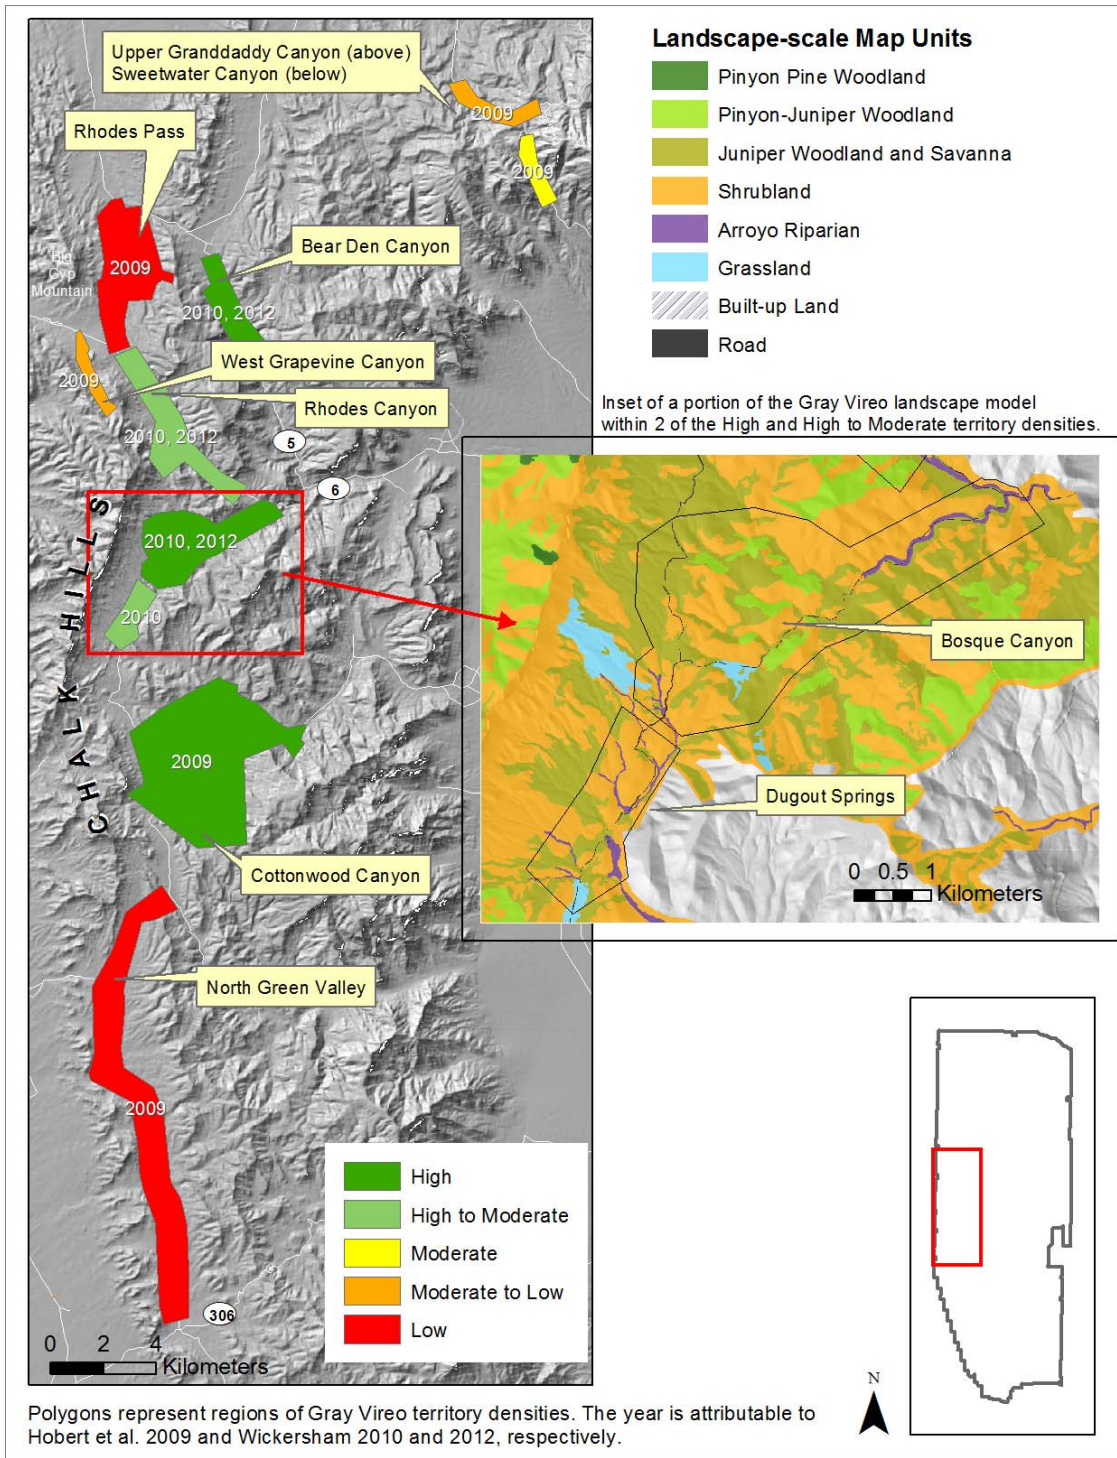 Upper Granddaddy Canyon (above)
Sweetwater Canyon (below)
Rhodes Pass
2009
2009
Bear Den Canyon
2009
Big
Gyp
Mountain
2010, 2012
West Grapevine Canyon
2009
Rhodes Canyon
2010, 2012
5
6
2010, 2012
2010
CHALK HILLS
2009
Cottonwood Canyon
North Green Valley
2009
306
High
High to Moderate
Moderate
Moderate to Low
Low
0 2 4
Kilometers
Landscape-scale Map Units
Pinyon Pine Woodland
Pinyon-Juniper Woodland
Juniper Woodland and Savanna
Shrubland
Arroyo Riparian
Grassland
Built-up Land
Road
Inset of a portion of the Gray Vireo landscape model
within 2 of the High and High to Moderate territory densities.
Bosque Canyon
Dugout Springs
0 0.5 1
Kilometers
N
Polygons represent regions of Gray Vireo territory densities. The year is attributable to
Hobert et al. 2009 and Wickersham 2010 and 2012, respectively.